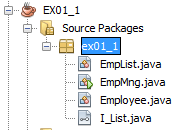 EX01_1
Source Packages
ex01_1
EmpList.java
EmpMng.java
Employee.java
I_List.java